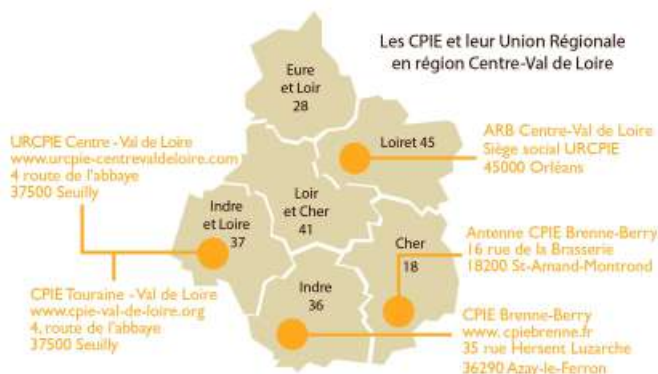 Les CPIE et leur Union Régionale
en région Centre-Val de Loire
Eure
et Loir
28
Loiret 45
ARB Centre-Val de Loire
Siège social URCPIE
45000 Orléans
URCPIE Centre - Val de Loire
www.urcpie-centrevaldeloire.com
4 route de l'abbaye
37500 Seuilly
Loir
et Cher
41
Indre
et Loire
37
Cher
18
Antenne CPIE Brenne-Berry
16 rue de la Brasserie
18200 St-Amand-Montrond
Indre
36
CPIE Touraine - Val de Loire
www.cpie-val-de-loire.org
4, route de l'abbaye
37500 Seuilly
CPIE Brenne-Berry
www. cpiebrenne.fr
35 rue Hersent Luzarche
36290 Azay-le-Ferron